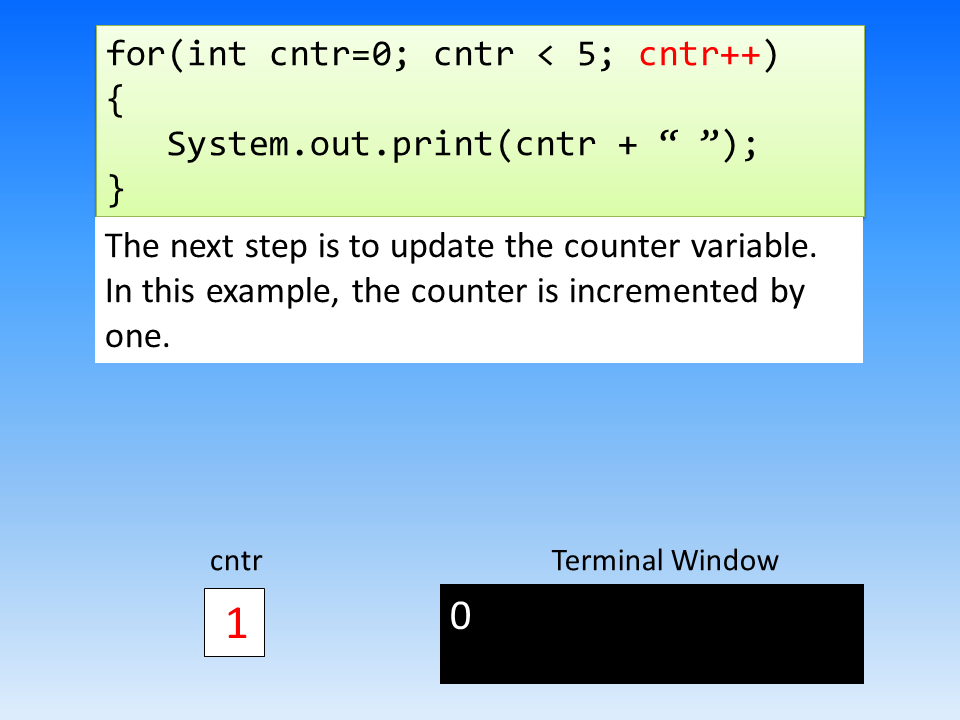 for(int cntr=0; cntr < 5; cntr++)
{
   System.out.print(cntr + “ ”);
}
The next step is to update the counter variable.
In this example, the counter is incremented by
one.
cntr
Terminal Window
1
0